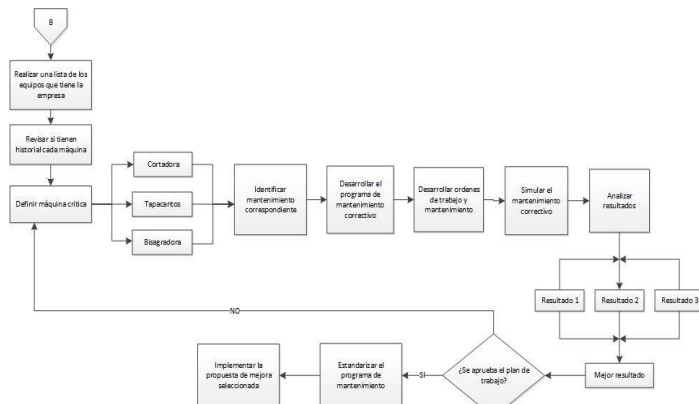 B
Realizar una lista de los
equipos que tiene la
empresa
Revisar si tienen
historial cada máquina
Definir máquina critica
Cortadora
Tapacantos
Bisagradora
Identificar
mantenimiento
correspondiente
Desarrollar el
programa de
mantenimiento
correctivo
Desarrollar ordenes
de trabajo y
mantenimiento
Simular el
mantenimiento
correctivo
Analizar
resultados
Resultado 1
Resultado 2
Resultado 3
Mejor resultado
¿Se aprueba el plan de
trabajo?
NO
SI
Estandarizar el
programa de
mantenimiento
Implementar la
propuesta de mejora
seleccionada